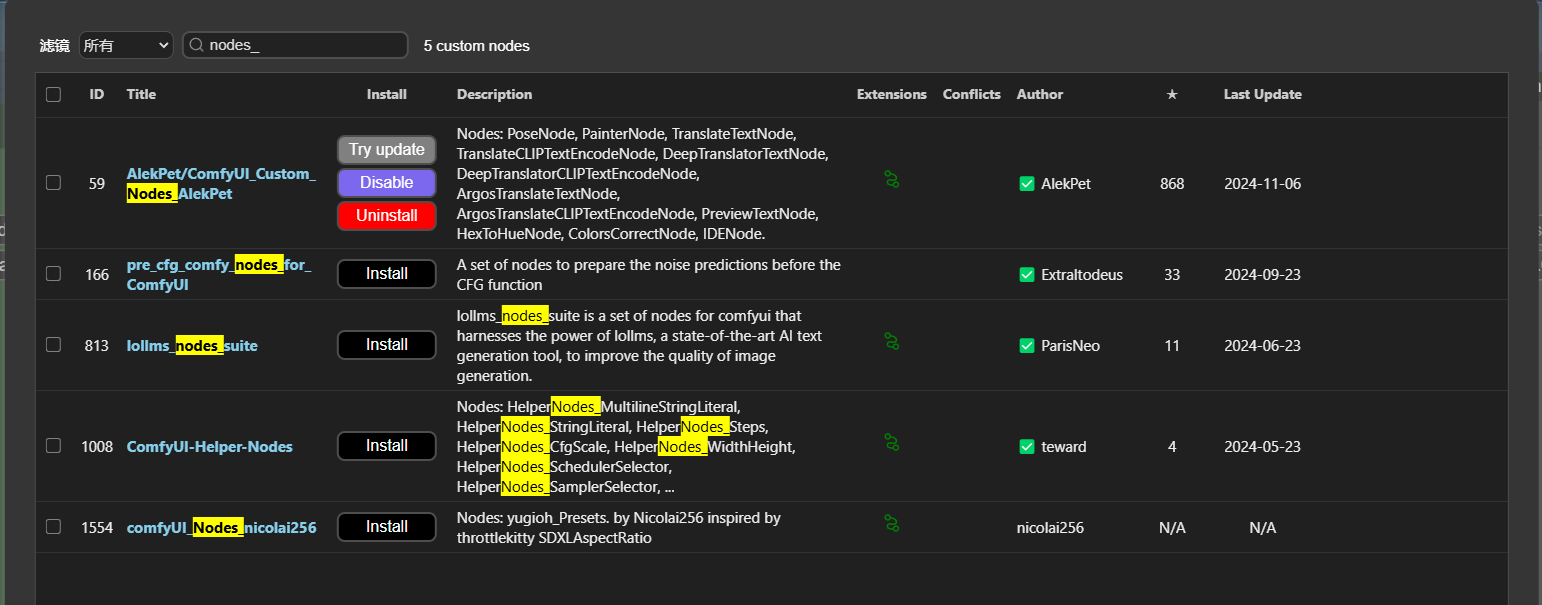 滤镜 所有 nodes_ 5 custom nodes
ID Title Install Description Extensions Conflicts Author ★ Last Update
59
AlekPet/ComfyUI_Custom_
Nodes_AlekPet
Try update
Disable
Uninstall
Nodes: PoseNode, PainterNode, TranslateTextNode,
TranslateCLIPTextEncodeNode, DeepTranslatorTextNode,
DeepTranslatorCLIPTextEncodeNode,
ArgosTranslateTextNode,
ArgosTranslateCLIPTextEncodeNode, PreviewTextNode,
HexToHueNode, ColorsCorrectNode, IDENode.
✅ AlekPet
868
2024-11-06
166
pre_cfg_comfy_nodes_for_
ComfyUI
Install
A set of nodes to prepare the noise predictions before the
CFG function
✅ Extraltodeus
33
2024-09-23
813
lollms_nodes_suite
Install
lollms_nodes_suite is a set of nodes for comfyui that
harnesses the power of lollms, a state-of-the-art AI text
generation tool, to improve the quality of image
generation.
✅ ParisNeo
11
2024-06-23
1008
ComfyUI-Helper-Nodes
Install
Nodes: HelperNodes_MultilineStringLiteral,
HelperNodes_StringLiteral, HelperNodes_Steps,
HelperNodes_CfgScale, HelperNodes_WidthHeight,
HelperNodes_SchedulerSelector,
HelperNodes_SamplerSelector, ...
✅ teward
4
2024-05-23
1554
comfyUI_Nodes_nicolai256
Install
Nodes: yugioh_Presets. by Nicolai256 inspired by
throttlekitty SDXLAspectRatio
nicolai256
N/A
N/A